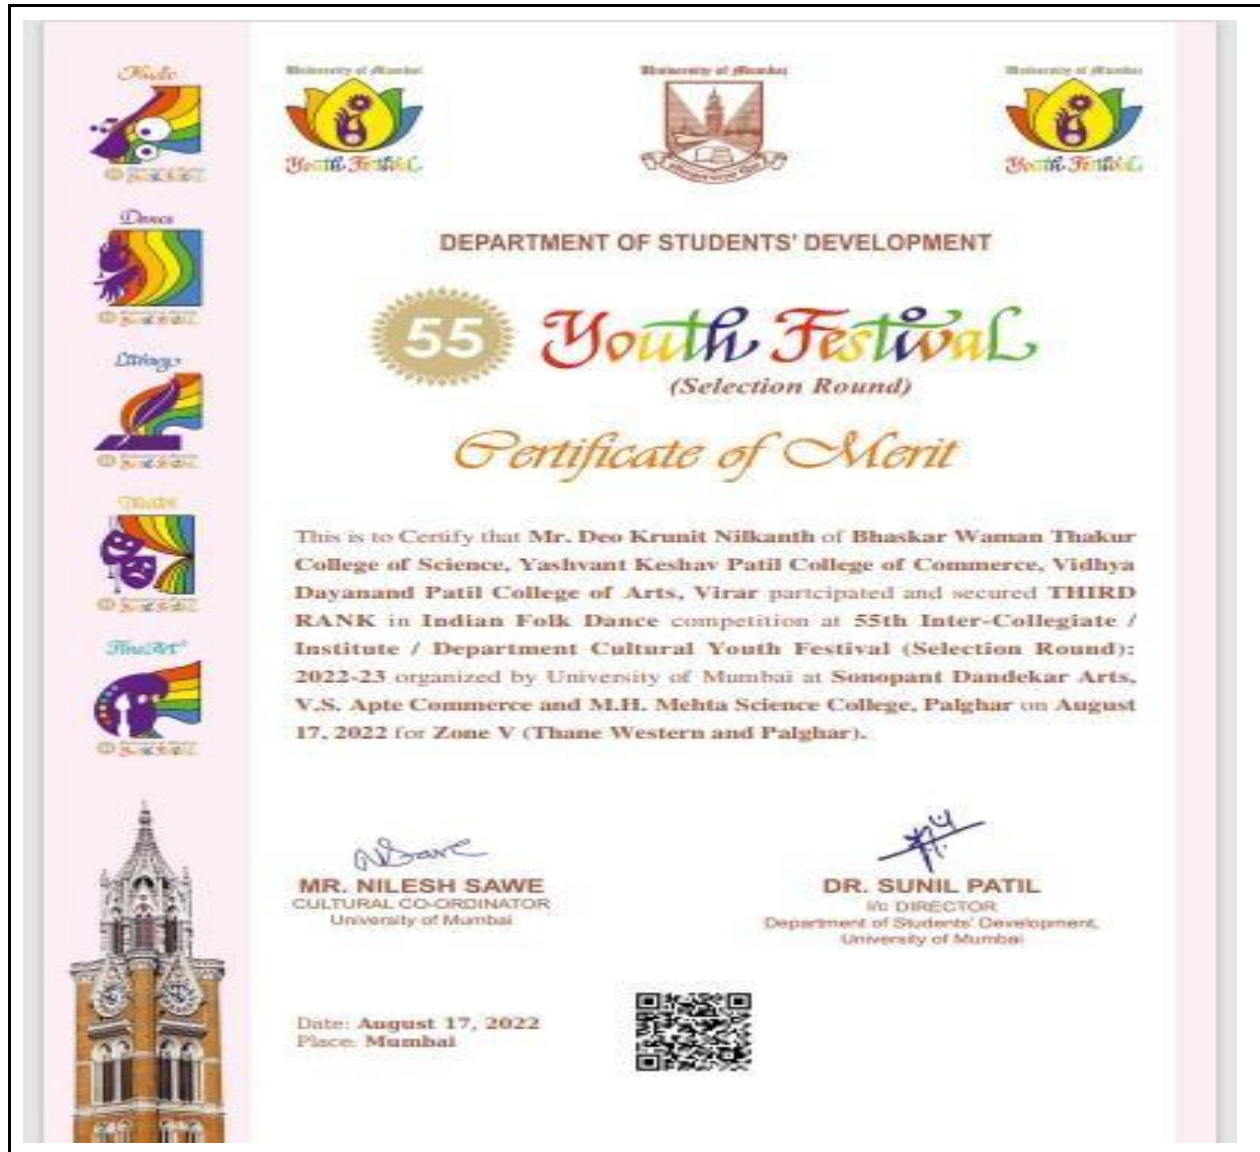 Music
University of Mumbai
University of Mumbai
University of Mumbai
Youth Festival
Youth Festival
Dance
DEPARTMENT OF STUDENTS' DEVELOPMENT
55 Youth Festival
(Selection Round)
Literary
Certificate of Merit
Theatre
Fine Art
This is to Certify that Mr. Deo Krunit Nilkanth of Bhaskar Waman Thakur
College of Science, Yashvant Keshav Patil College of Commerce, Vidhya
Dayanand Patil College of Arts, Virar partcipated and secured THIRD
RANK in Indian Folk Dance competition at 55th Inter-Collegiate /
Institute / Department Cultural Youth Festival (Selection Round):
2022-23 organized by University of Mumbai at Sonopant Dandekar Arts,
V.S. Apte Commerce and M.H. Mehta Science College, Palghar on August
17, 2022 for Zone V (Thane Western and Palghar).
MR. NILESH SAWE
CULTURAL CO-ORDINATOR
University of Mumbai
DR. SUNIL PATIL
I/c DIRECTOR
Department of Students' Development,
University of Mumbai
Date: August 17, 2022
Place: Mumbai